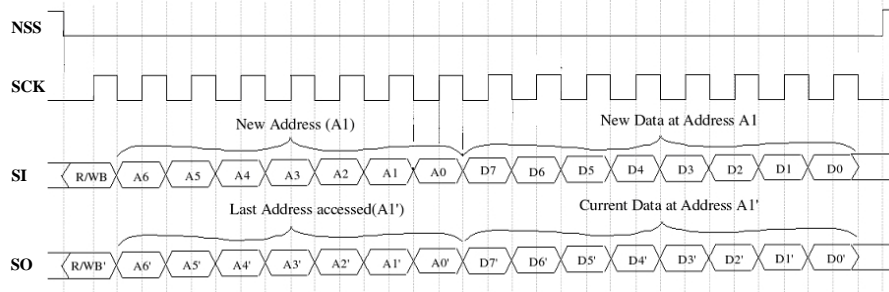 NSS
SCK
New Address (A1) New Data at Address A1
SI R/WB A6 A5 A4 A3 A2 A1 A0 D7 D6 D5 D4 D3 D2 D1 D0
Last Address accessed(A1') Current Data at Address A1'
SO R/WB' A6' A5' A4' A3' A2' A1' A0' D7' D6' D5' D4' D3' D2' D1' D0'